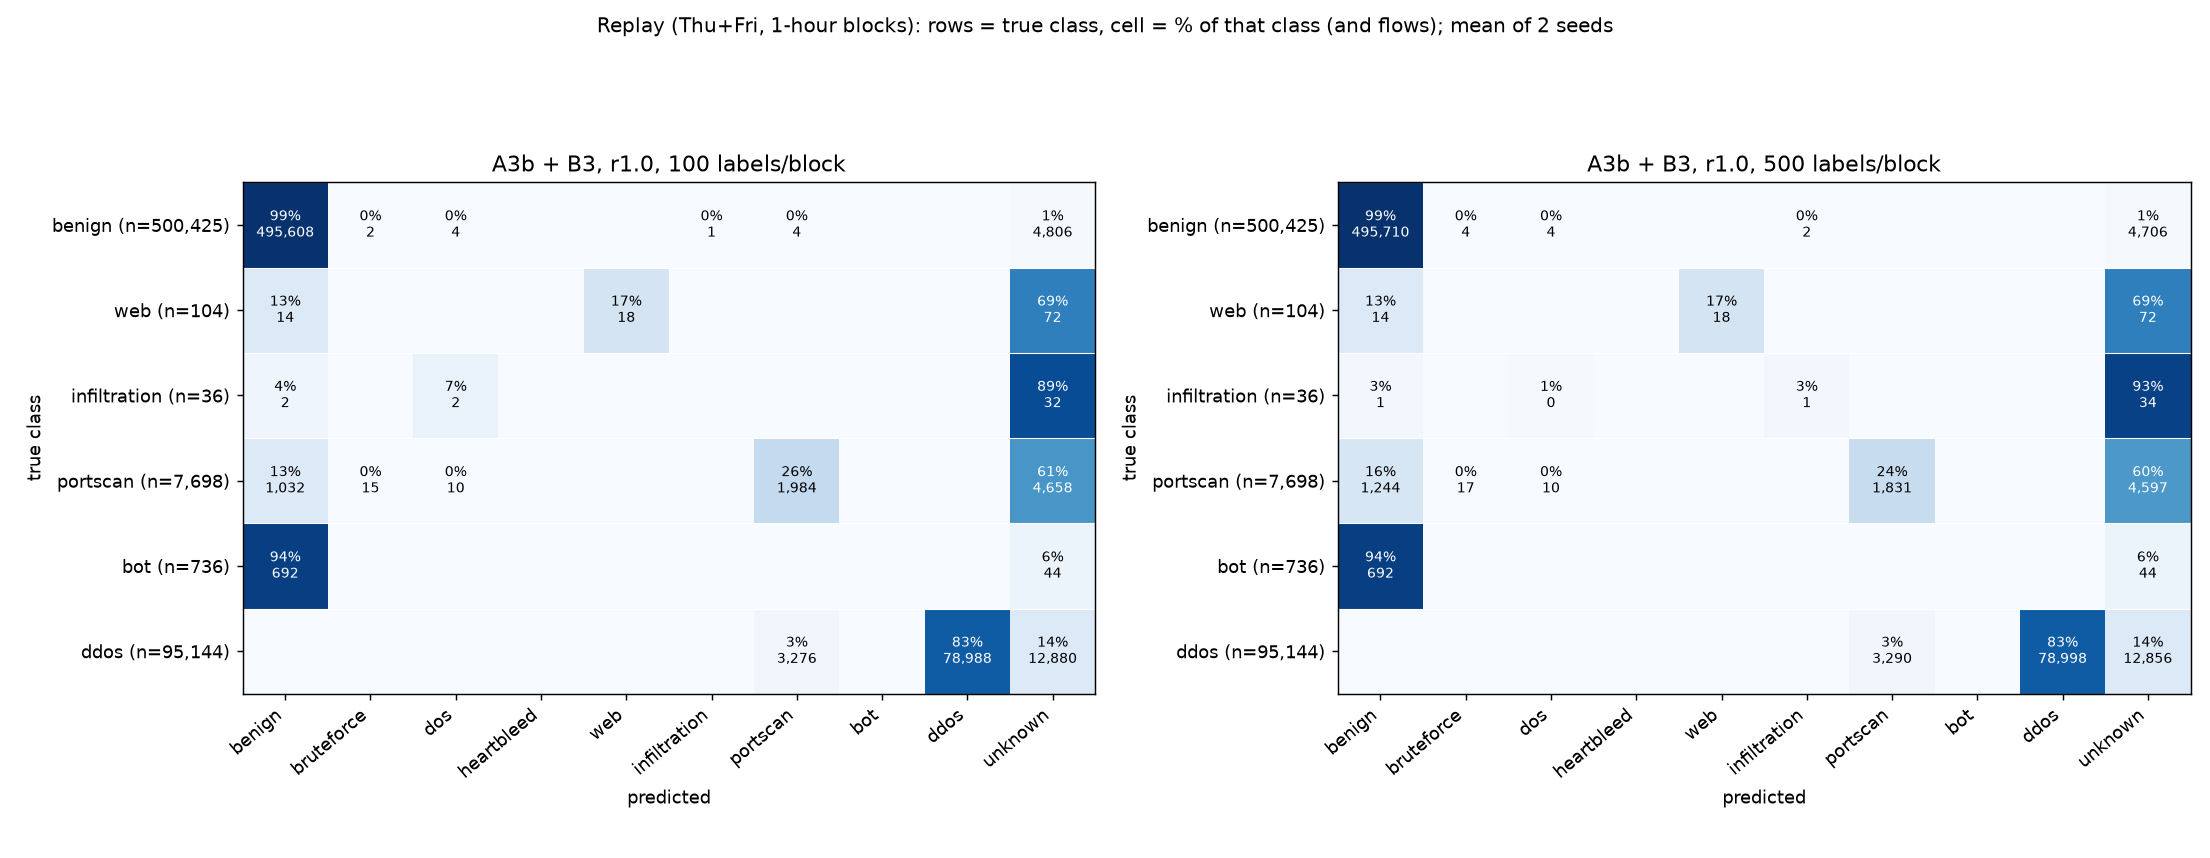 Replay (Thu+Fri, 1-hour blocks): rows = true class, cell = % of that class (and flows); mean of 2 seeds
A3b + B3, r1.0, 100 labels/block
true class
benign (n=500,425)
99% 0% 0% 0% 0% 1%
495,608 2 4 1 4 4,806
web (n=104)
13% 17% 69%
14 18 72
infiltration (n=36)
4% 7% 89%
2 2 32
portscan (n=7,698)
13% 0% 0% 26% 61%
1,032 15 10 1,984 4,658
bot (n=736)
94% 6%
692 44
ddos (n=95,144)
3% 83% 14%
3,276 78,988 12,880
benign bruteforce dos heartbleed web infiltration portscan bot ddos unknown
predicted
A3b + B3, r1.0, 500 labels/block
true class
benign (n=500,425)
99% 0% 0% 0% 1%
495,710 4 4 2 4,706
web (n=104)
13% 17% 69%
14 18 72
infiltration (n=36)
3% 1% 3% 93%
1 0 1 34
portscan (n=7,698)
16% 0% 0% 24% 60%
1,244 17 10 1,831 4,597
bot (n=736)
94% 6%
692 44
ddos (n=95,144)
3% 83% 14%
3,290 78,998 12,856
benign bruteforce dos heartbleed web infiltration portscan bot ddos unknown
predicted